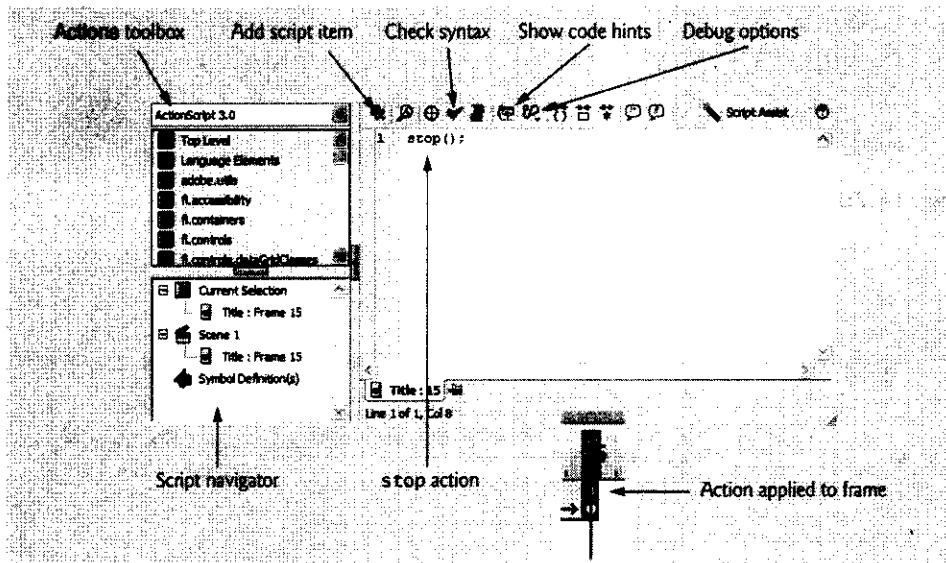 Actions toolbox
Add script item
Check syntax
Show code hints
Debug options
ActionScript 3.0
Script Assist
Top Level
Language Elements
adobe.utils
fl.accessibility
fl.containers
fl.controls
fl.controls.dataGridClasses
1 stop();
Current Selection
Title : Frame 15
Scene 1
Title : Frame 15
Symbol Definition(s)
Title : 15
Line 1 of 1, Col 8
Script navigator
stop action
Action applied to frame